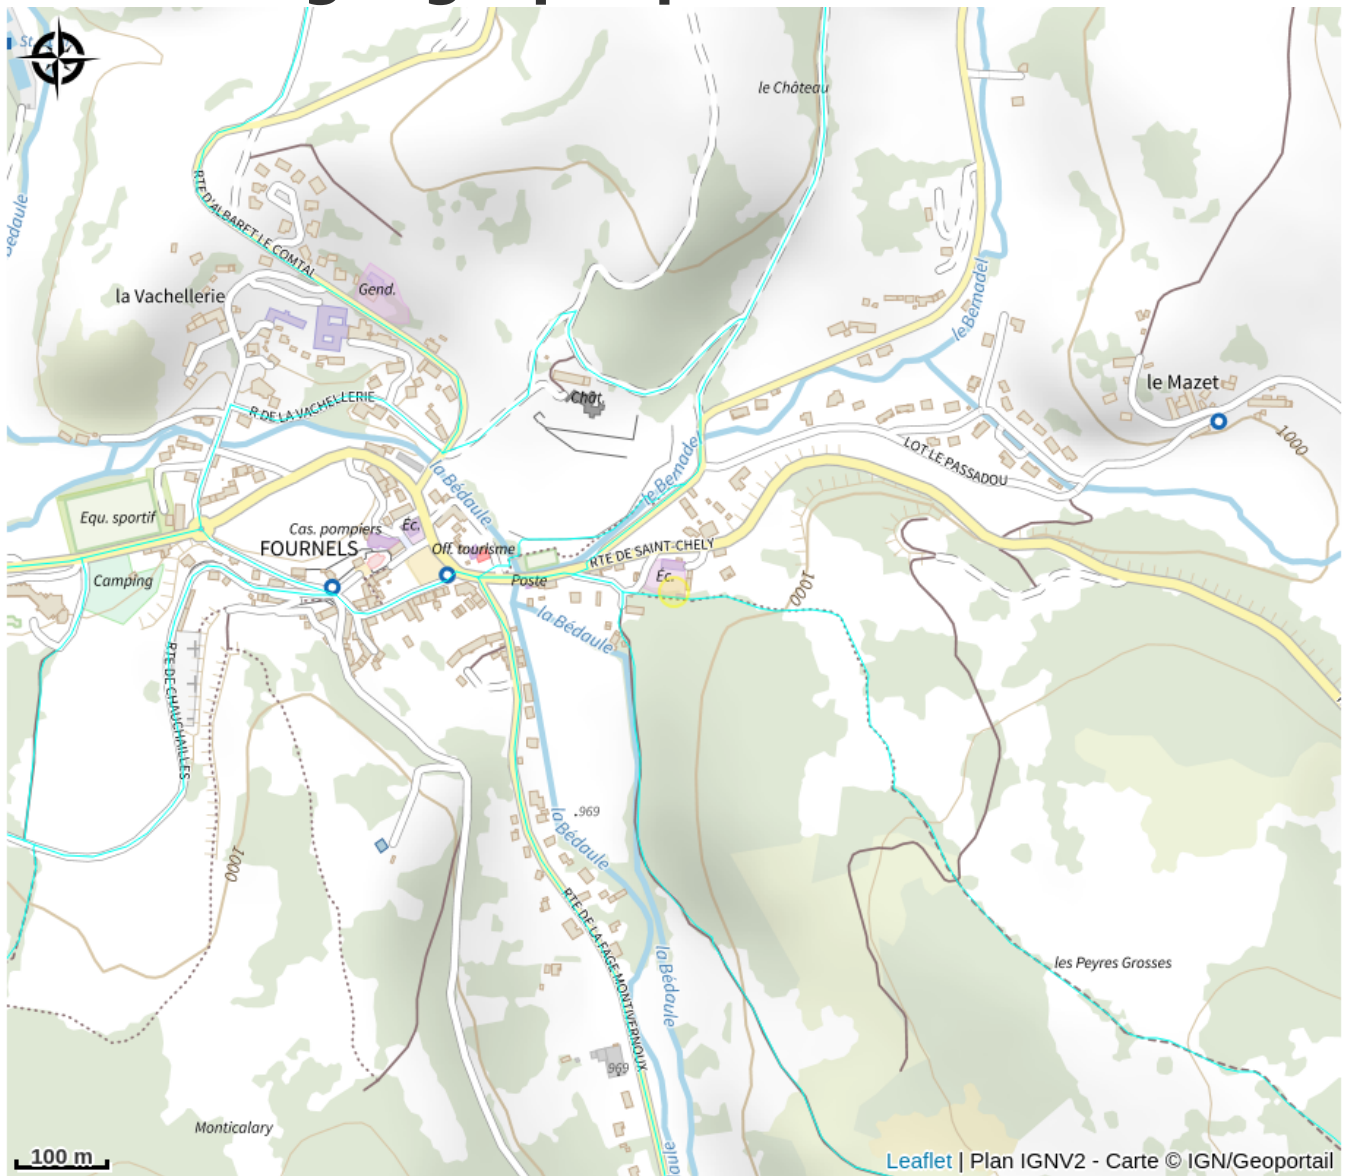 le Château
RTE D'ALBARET LE COMTAL
Gend.
la Vachellerie
le Bernadel
le Mazet
R DE LA VACHELLERIE
Chât.
1000
LOT LE PASSADOU
le Bernadel
la Bédaule
Equ. sportif
Cas. pompiers
Éc.
FOURNELS
Off. tourisme
RTE DE SAINT-CHELY
Camping
Poste
Éc.
1000
la Bédaule
RTE DE CHAUCHAILLES
969
la Bédaule
1000
RTE DE LA FAGE MONTIVERNOUX
les Peyres Grosses
la Bédaule
969
Monticalary
100 m
Leaflet | Plan IGNV2 - Carte © IGN/Geoportail